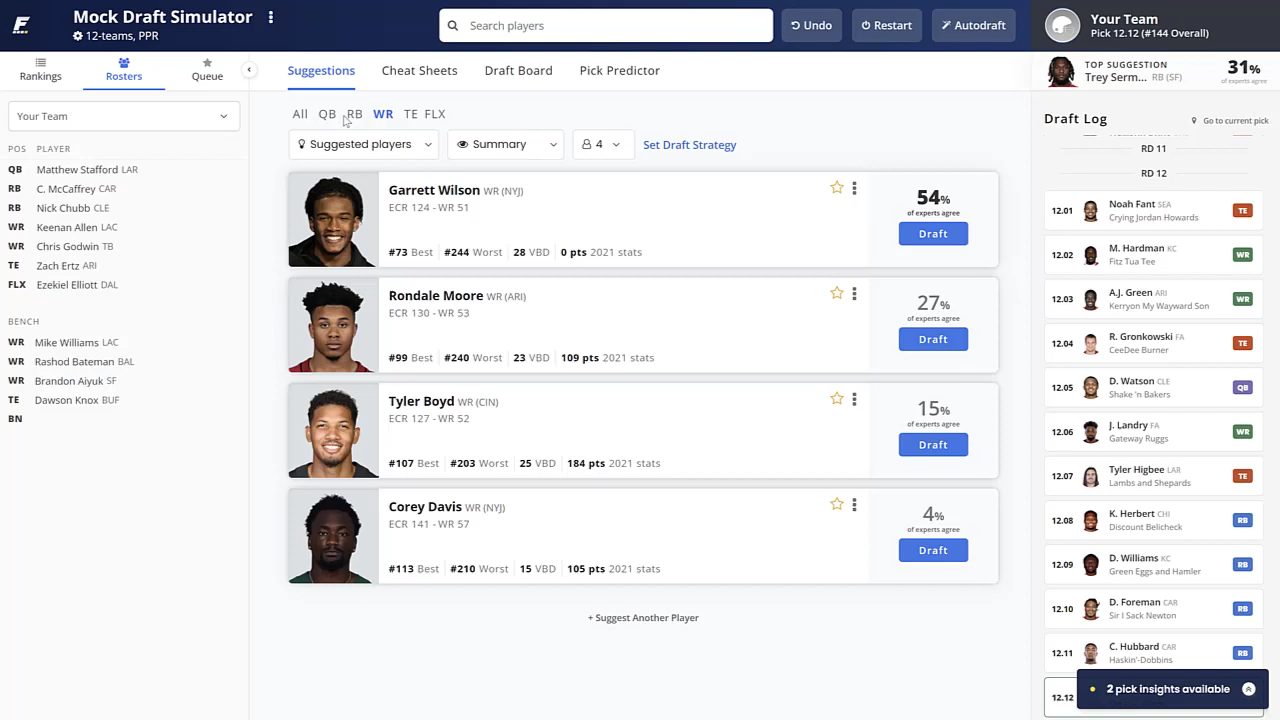 Mock Draft Simulator
12-teams, PPR
Search players
Undo
Restart
Autodraft
Your Team
Pick 12.12 (#144 Overall)
Rankings
Rosters
Queue
Suggestions
Cheat Sheets
Draft Board
Pick Predictor
TOP SUGGESTION
Trey Serm... RB (SF)
31%
of experts agree
Your Team
POS PLAYER
QB Matthew Stafford LAR
RB C. McCaffrey CAR
RB Nick Chubb CLE
WR Keenan Allen LAC
WR Chris Godwin TB
TE Zach Ertz ARI
FLX Ezekiel Elliott DAL
BENCH
WR Mike Williams LAC
WR Rashod Bateman BAL
WR Brandon Aiyuk SF
TE Dawson Knox BUF
BN
All QB RB WR TE FLX
Suggested players
Summary
4
Set Draft Strategy
Garrett Wilson WR (NYJ)
ECR 124 - WR 51
#73 Best #244 Worst 28 VBD 0 pts 2021 stats
54%
of experts agree
Draft
Rondale Moore WR (ARI)
ECR 130 - WR 53
#99 Best #240 Worst 23 VBD 109 pts 2021 stats
27%
of experts agree
Draft
Tyler Boyd WR (CIN)
ECR 127 - WR 52
#107 Best #203 Worst 25 VBD 184 pts 2021 stats
15%
of experts agree
Draft
Corey Davis WR (NYJ)
ECR 141 - WR 57
#113 Best #210 Worst 15 VBD 105 pts 2021 stats
4%
of experts agree
Draft
+ Suggest Another Player
Draft Log
Go to current pick
RD 11
RD 12
12.01 Noah Fant SEA
Crying Jordan Howards
TE
12.02 M. Hardman KC
Fitz Tua Tee
WR
12.03 A.J. Green ARI
Kerryon My Wayward Son
WR
12.04 R. Gronkowski FA
CeeDee Burner
TE
12.05 D. Watson CLE
Shake 'n Bakers
QB
12.06 J. Landry FA
Gateway Ruggs
WR
12.07 Tyler Higbee LAR
Lambs and Shepards
TE
12.08 K. Herbert CHI
Discount Belicheck
RB
12.09 D. Williams KC
Green Eggs and Hamler
RB
12.10 D. Foreman CAR
Sir I Sack Newton
RB
12.11 C. Hubbard CAR
Haskin'-Dobbins
RB
12.12
2 pick insights available